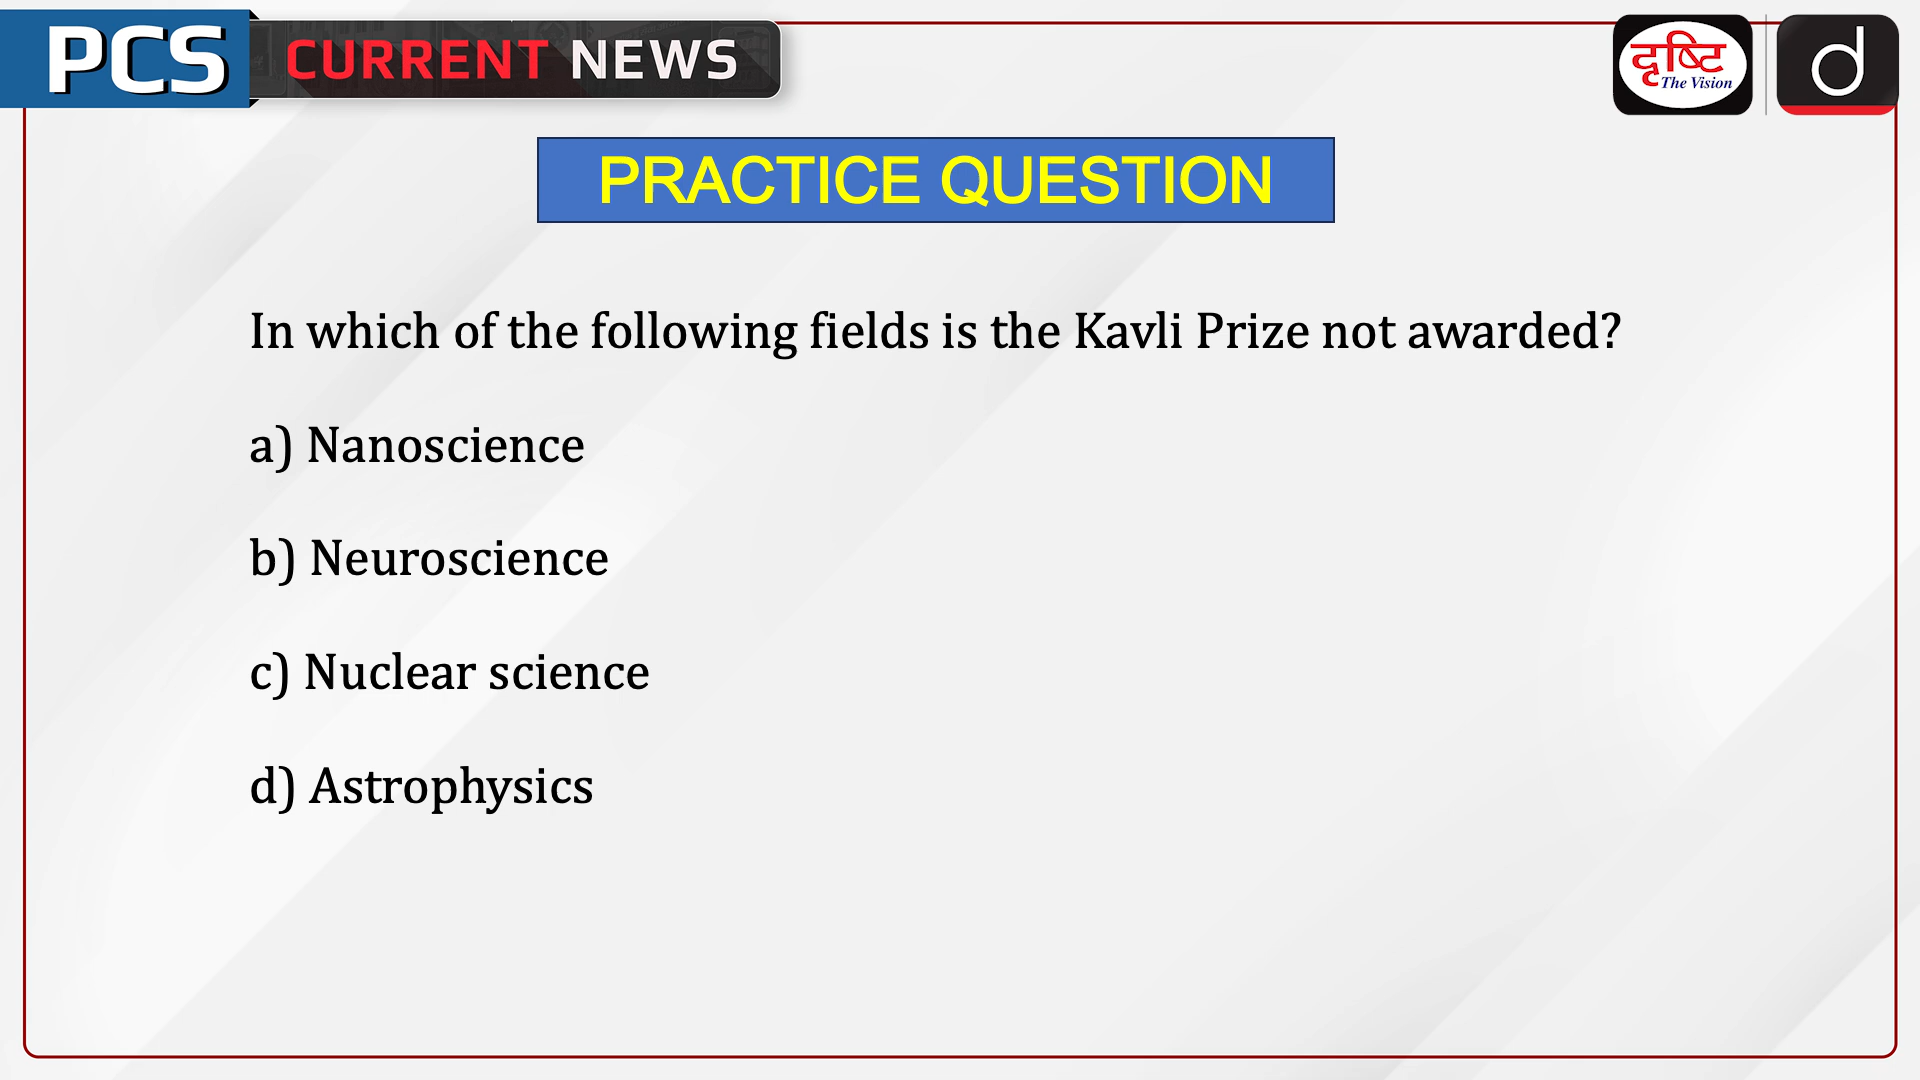 PCS CURRENT NEWS
दृष्टि
The Vision
d
PRACTICE QUESTION
In which of the following fields is the Kavli Prize not awarded?
a) Nanoscience
b) Neuroscience
c) Nuclear science
d) Astrophysics